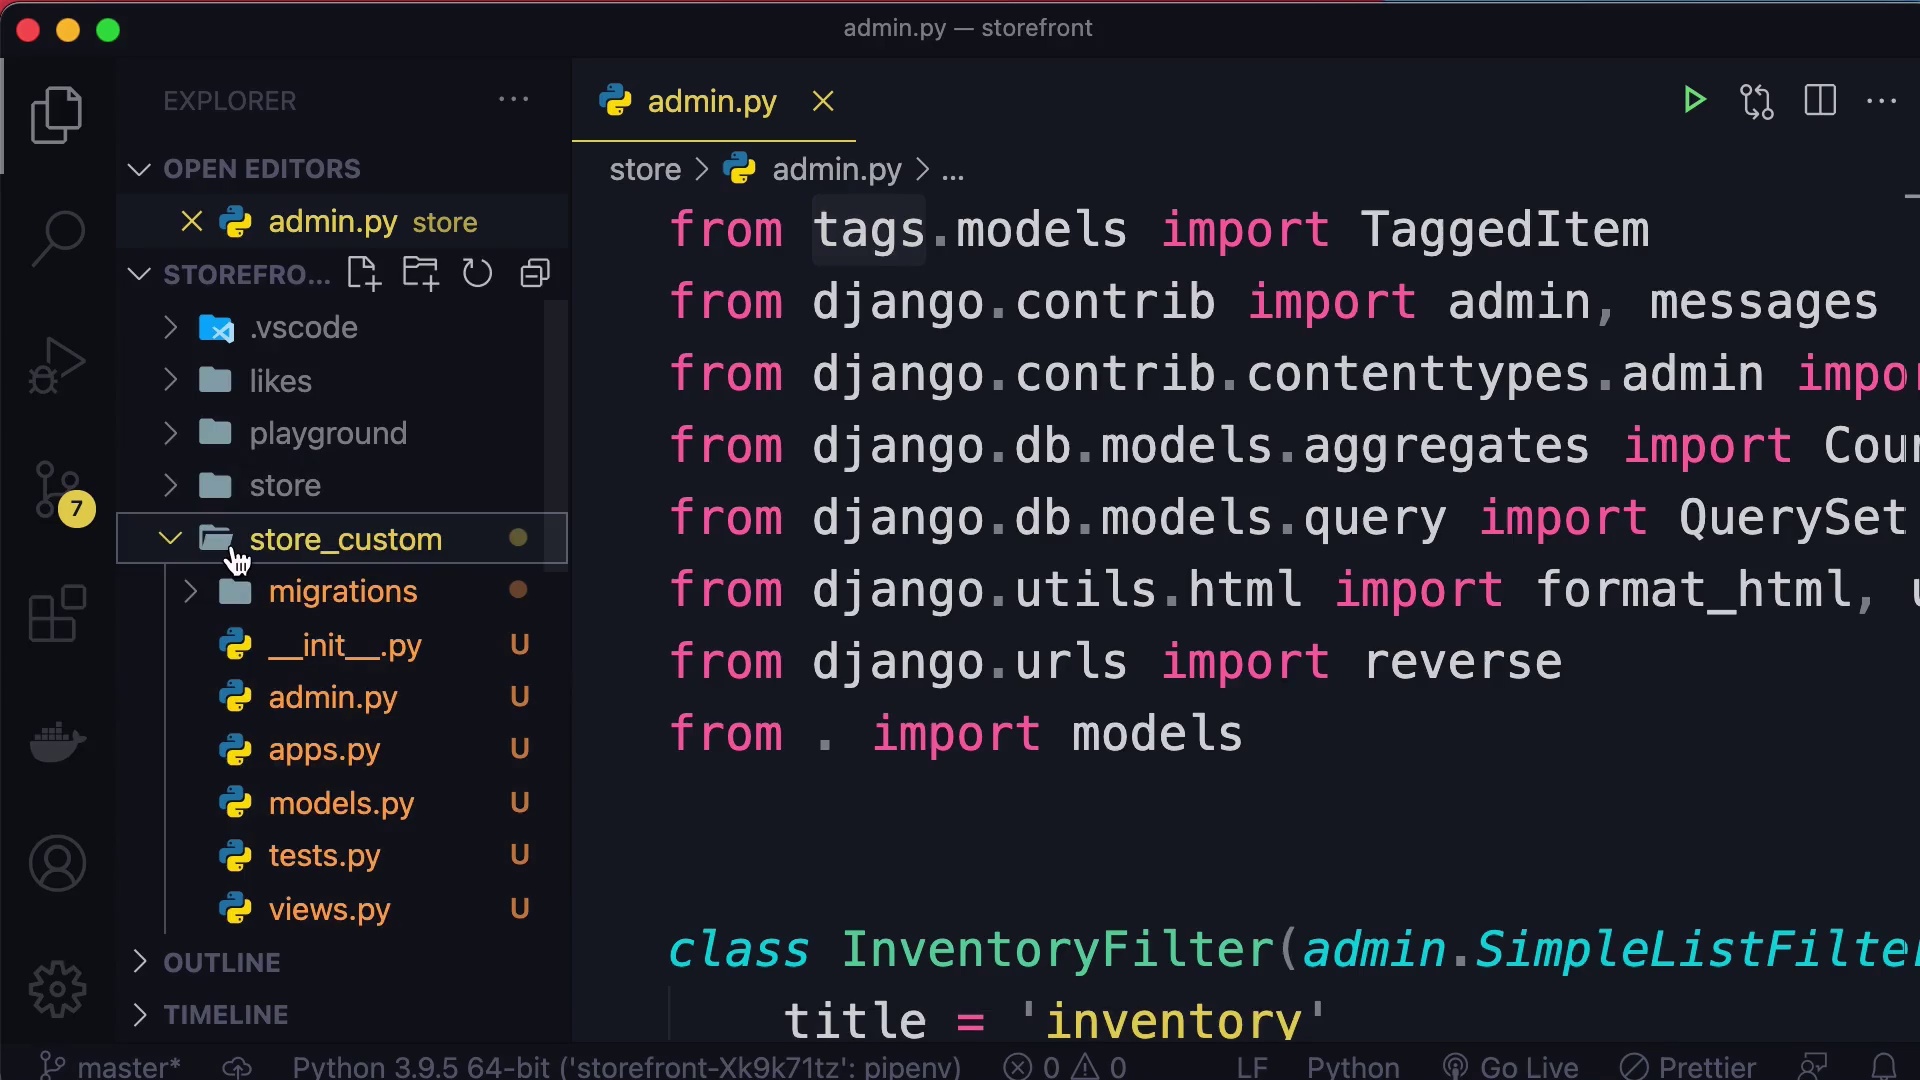 admin.py — storefront
EXPLORER
OPEN EDITORS
admin.py store
STOREFRO...
.vscode
likes
playground
store
store_custom
migrations
__init__.py U
admin.py U
apps.py U
models.py U
tests.py U
views.py U
OUTLINE
TIMELINE
7
admin.py
store > admin.py > ...
from tags.models import TaggedItem
from django.contrib import admin, messages
from django.contrib.contenttypes.admin impor
from django.db.models.aggregates import Coun
from django.db.models.query import QuerySet
from django.utils.html import format_html, u
from django.urls import reverse
from . import models
class InventoryFilter(admin.SimpleListFilter
title = 'inventory'
master* Python 3.9.5 64-bit ('storefront-Xk9k71tz': pipenv) 0 0 LF Python Go Live Prettier